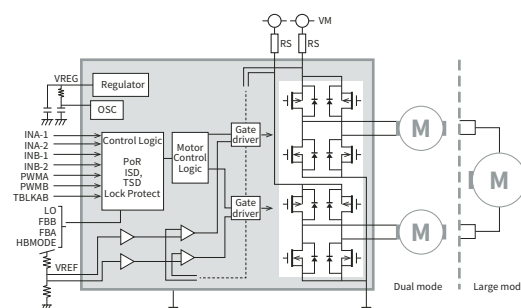 VM
RS RS
VREG
Regulator
OSC
INA-1
INA-2
INB-1
INB-2
PWMA
PWMB
TBLKAB
LO
FBB
FBA
HBMODE
VREF
Control Logic
PoR
ISD,
TSD
Lock Protect
Motor
Control
Logic
Gate
driver
Gate
driver
M
M
M
Dual mode
Large mod